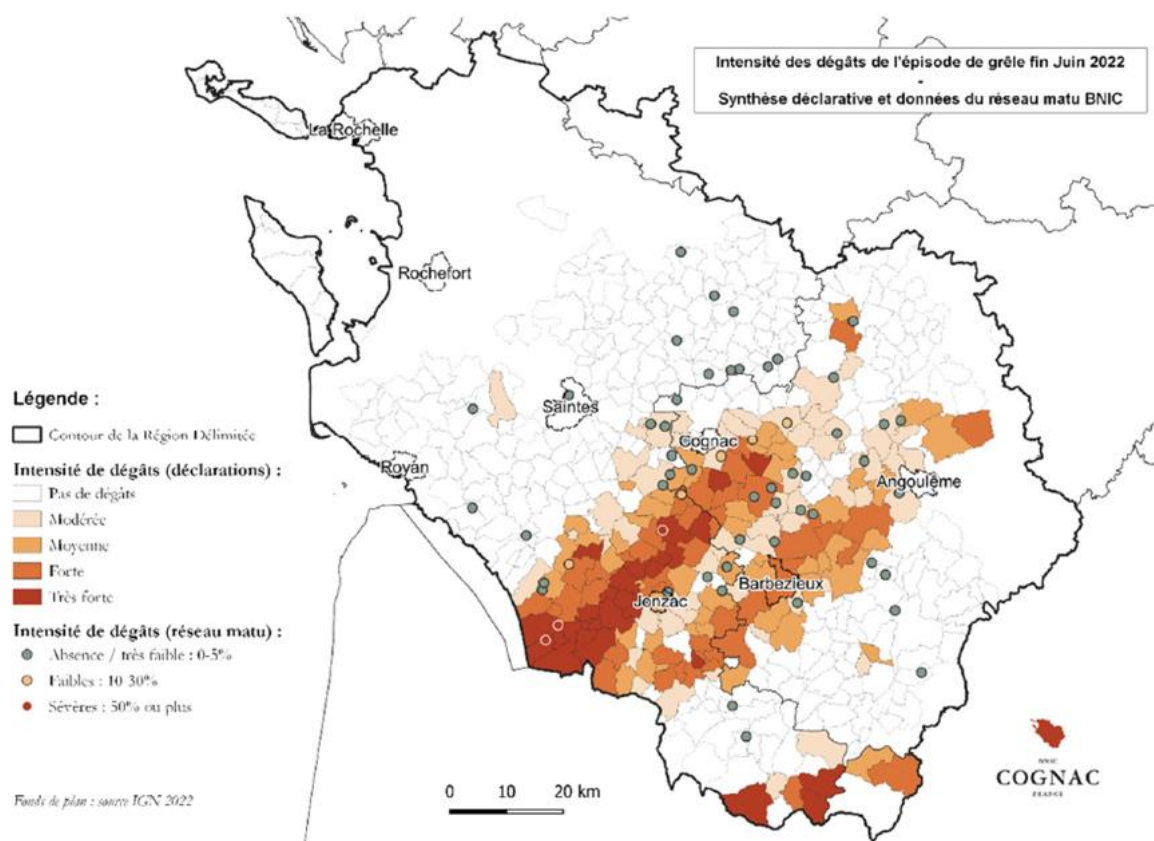 Intensité des dégâts de l'épisode de grêle fin Juin 2022
-
Synthèse déclarative et données du réseau matu BNIC
La Rochelle
Rochefort
Saintes
Cognac
Royan
Angoulême
Barbezieux
Jonzac
Légende :
Contour de la Région Délimitée
Intensité de dégâts (déclarations) :
Pas de dégâts
Modérée
Moyenne
Forte
Très forte
Intensité de dégâts (réseau matu) :
Absence / très faible : 0-5%
Faibles : 10-30%
Sévères : 50% ou plus
Fonds de plan : source IGN 2022
0 10 20 km
BNIC
COGNAC
FRANCE